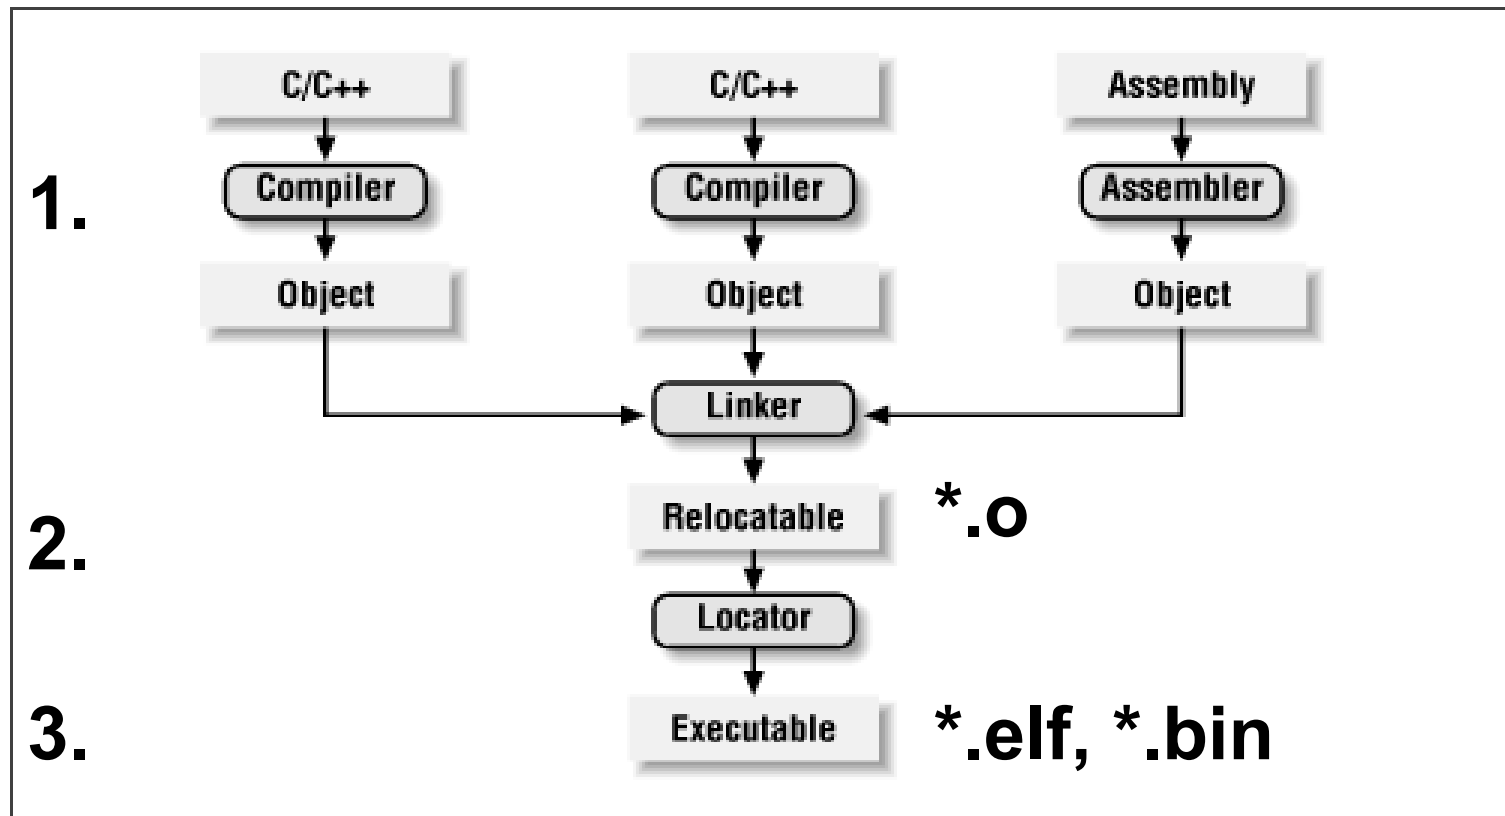 C/C++
C/C++
Assembly
1.
Compiler
Compiler
Assembler
Object
Object
Object
Linker
2.
Relocatable
*.o
Locator
3.
Executable
*.elf, *.bin